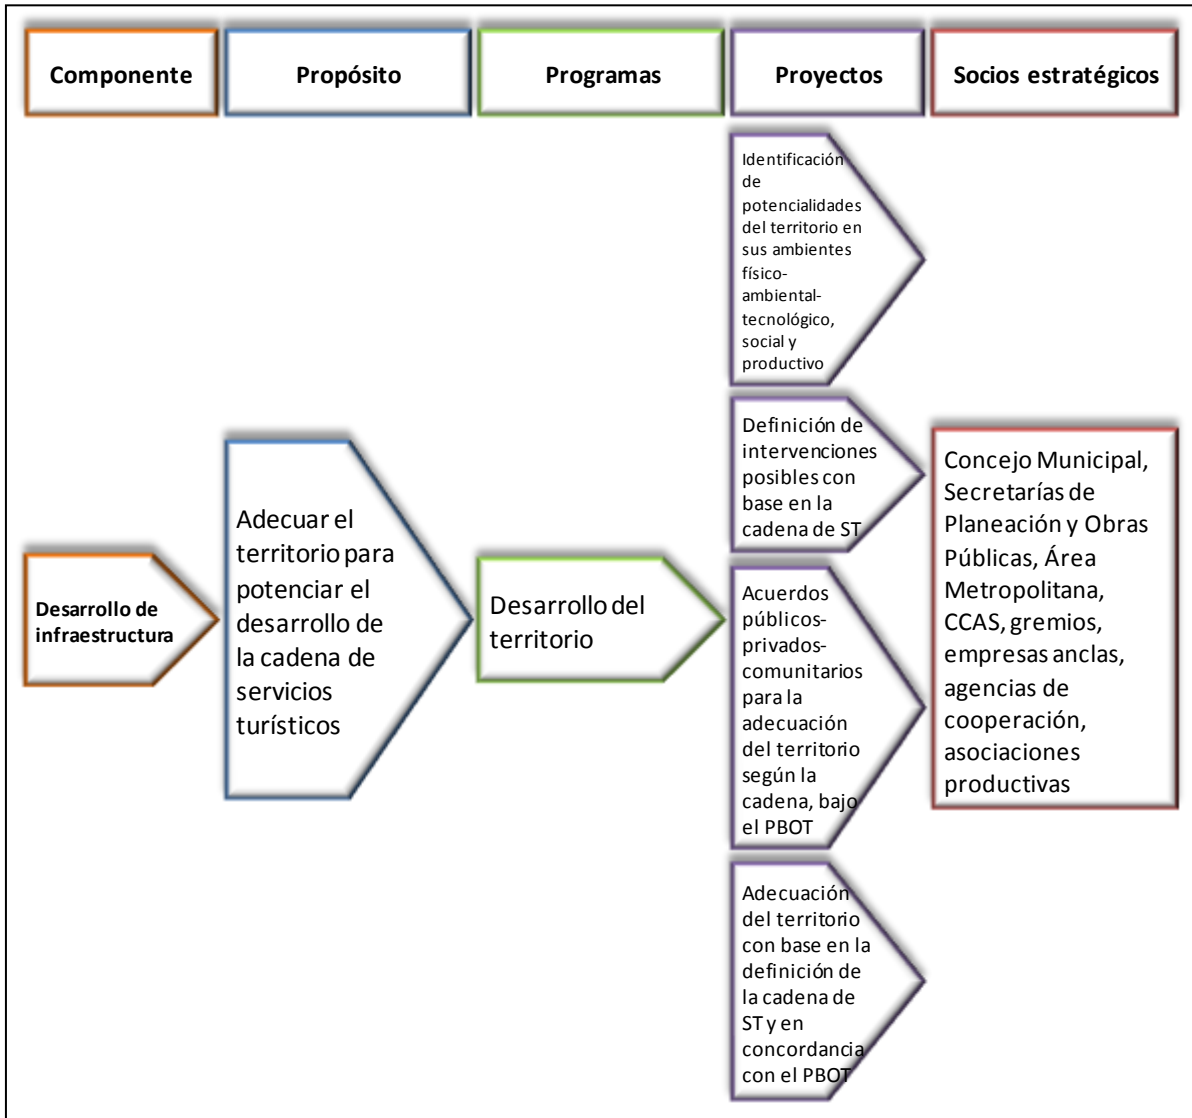 Componente
Propósito
Programas
Proyectos
Socios estratégicos
Desarrollo de
infraestructura
Adecuar el
territorio para
potenciar el
desarrollo de
la cadena de
servicios
turísticos
Desarrollo del
territorio
Identificación
de
potencialidades
del territorio en
sus ambientes
físico-
ambiental-
tecnológico,
social y
productivo
Definición de
intervenciones
posibles con
base en la
cadena de ST
Acuerdos
públicos-
privados-
comunitarios
para la
adecuación
del territorio
según la
cadena, bajo
el PBOT
Adecuación
del territorio
con base en la
definición de
la cadena de
ST y en
concordancia
con el PBOT
Concejo Municipal,
Secretarías de
Planeación y Obras
Públicas, Área
Metropolitana,
CCAS, gremios,
empresas anclas,
agencias de
cooperación,
asociaciones
productivas